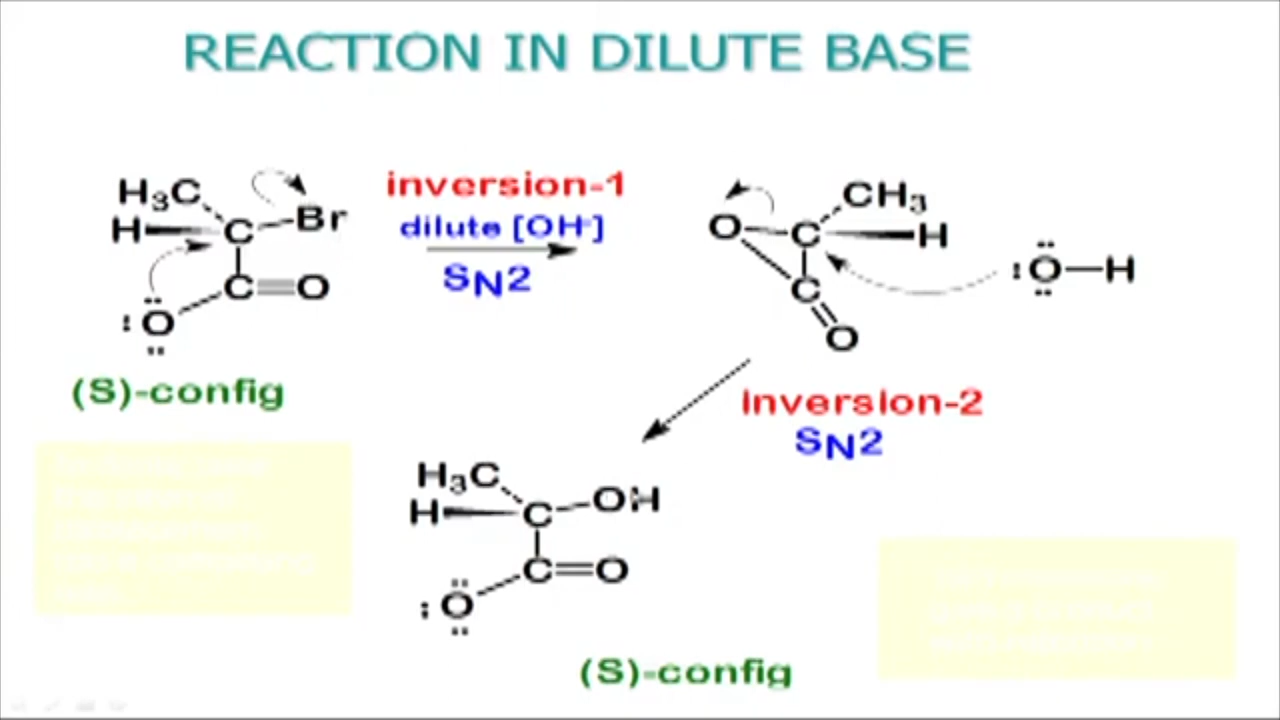 REACTION IN DILUTE BASE
inversion-1
dilute [OH-]
SN2
H3C
H
C
Br
C
O
:O
(S)-config
O
C
CH3
H
C
O
:O—H
inversion-2
SN2
H3C
H
C
OH
C
O
:O
(S)-config